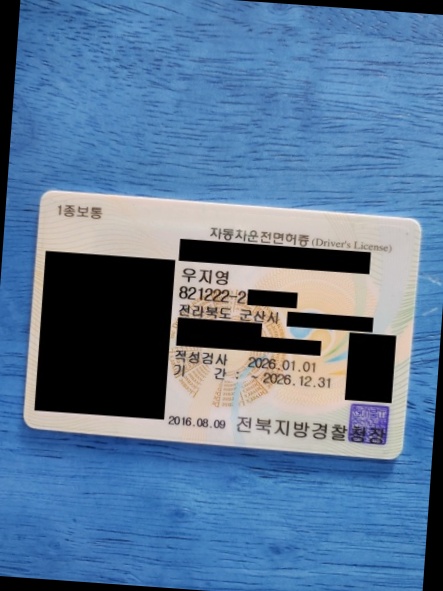 1종보통
자동차운전면허증 (Driver's License)
우지영
821222-2
전라북도 군산시
적성검사 2026.01.01
기 간 : ~ 2026.12.31
2016.08.09 전북지방경찰청장